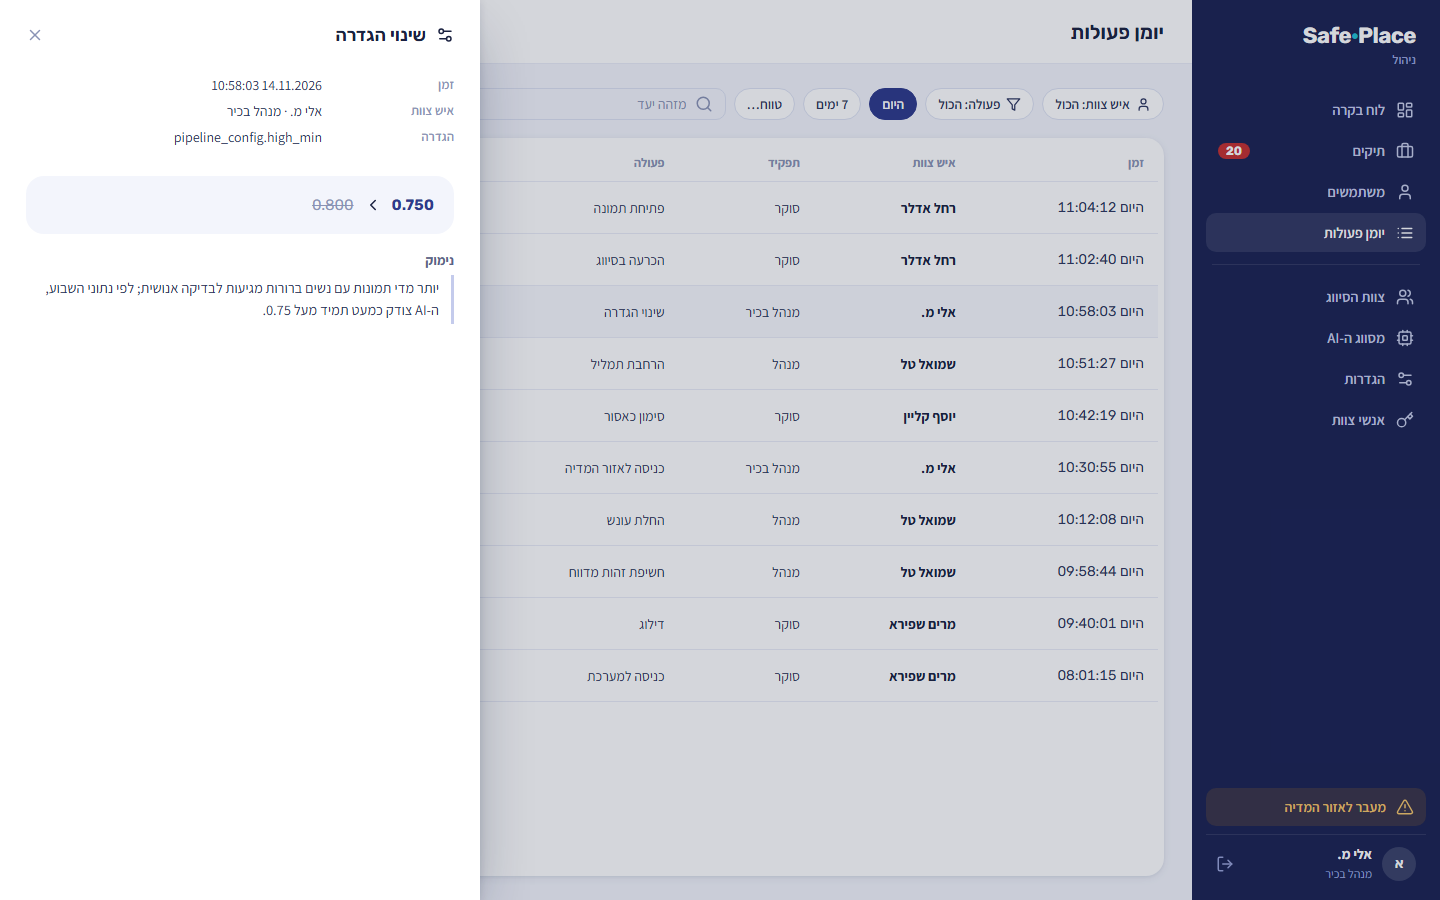 Safe•Place
ניהול
לוח בקרה
תיקים
20
משתמשים
יומן פעולות
צוות הסיווג
מסווג ה-AI
הגדרות
אנשי צוות
מעבר לאזור המדיה
א
אלי מ.
מנהל בכיר
יומן פעולות
איש צוות: הכול
פעולה: הכול
היום
7 ימים
טווח...
מזהה יעד
זמן איש צוות תפקיד פעולה
היום 11:04:12 רחל אדלר סוקר פתיחת תמונה
היום 11:02:40 רחל אדלר סוקר הכרעה בסיווג
היום 10:58:03 אלי מ. מנהל בכיר שינוי הגדרה
היום 10:51:27 שמואל טל מנהל הרחבת תמליל
היום 10:42:19 יוסף קליין סוקר סימון כאסור
היום 10:30:55 אלי מ. מנהל בכיר כניסה לאזור המדיה
היום 10:12:08 שמואל טל מנהל החלת עונש
היום 09:58:44 שמואל טל מנהל חשיפת זהות מדווח
היום 09:40:01 מרים שפירא סוקר דילוג
היום 08:01:15 מרים שפירא סוקר כניסה למערכת
שינוי הגדרה
זמן 14.11.2026 10:58:03
איש צוות אלי מ. · מנהל בכיר
הגדרה pipeline_config.high_min
0.750 0.800
נימוק
יותר מדי תמונות עם נשים ברורות מגיעות לבדיקה אנושית; לפי נתוני השבוע,
ה-AI צודק כמעט תמיד מעל 0.75.